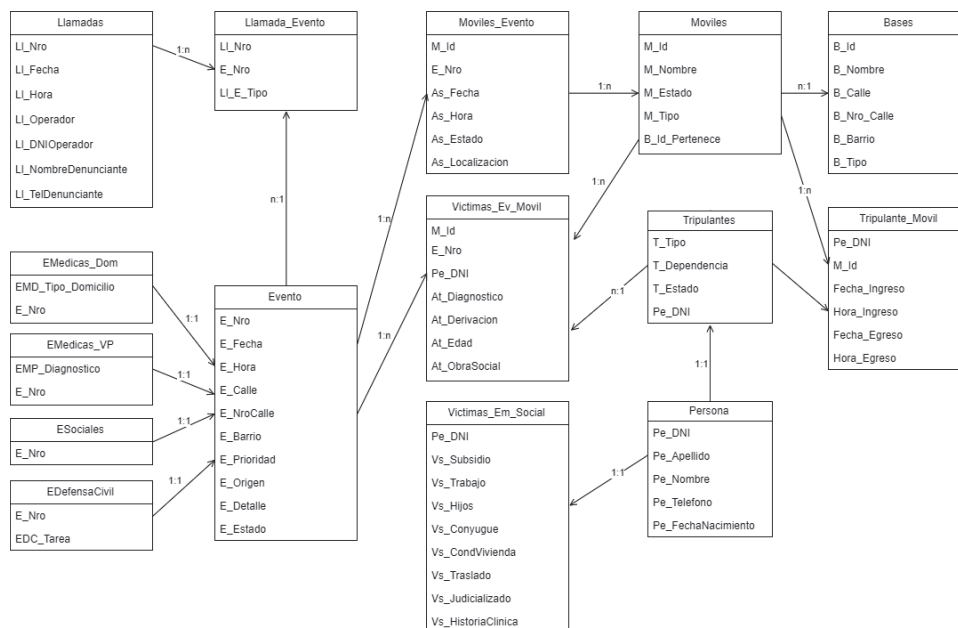 Llamadas
Ll_Nro
Ll_Fecha
Ll_Hora
Ll_Operador
Ll_DNIOperador
Ll_NombreDenunciante
Ll_TelDenunciante
1:n
Llamada_Evento
Ll_Nro
E_Nro
Ll_E_Tipo
n:1
Moviles_Evento
M_Id
E_Nro
As_Fecha
As_Hora
As_Estado
As_Localizacion
1:n
Moviles
M_Id
M_Nombre
M_Estado
M_Tipo
B_Id_Pertenece
n:1
Bases
B_Id
B_Nombre
B_Calle
B_Nro_Calle
B_Barrio
B_Tipo
1:n
1:n
1:n
Victimas_Ev_Movil
M_Id
E_Nro
Pe_DNI
At_Diagnostico
At_Derivacion
At_Edad
At_ObraSocial
n:1
Tripulantes
T_Tipo
T_Dependencia
T_Estado
Pe_DNI
Tripulante_Movil
Pe_DNI
M_Id
Fecha_Ingreso
Hora_Ingreso
Fecha_Egreso
Hora_Egreso
EMedicas_Dom
EMD_Tipo_Domicilio
E_Nro
1:1
EMedicas_VP
EMP_Diagnostico
E_Nro
1:1
ESociales
E_Nro
1:1
EDefensaCivil
E_Nro
EDC_Tarea
1:1
Evento
E_Nro
E_Fecha
E_Hora
E_Calle
E_NroCalle
E_Barrio
E_Prioridad
E_Origen
E_Detalle
E_Estado
1:n
1:1
Victimas_Em_Social
Pe_DNI
Vs_Subsidio
Vs_Trabajo
Vs_Hijos
Vs_Conyugue
Vs_CondVivienda
Vs_Traslado
Vs_Judicializado
Vs_HistoriaClinica
1:1
Persona
Pe_DNI
Pe_Apellido
Pe_Nombre
Pe_Telefono
Pe_FechaNacimiento